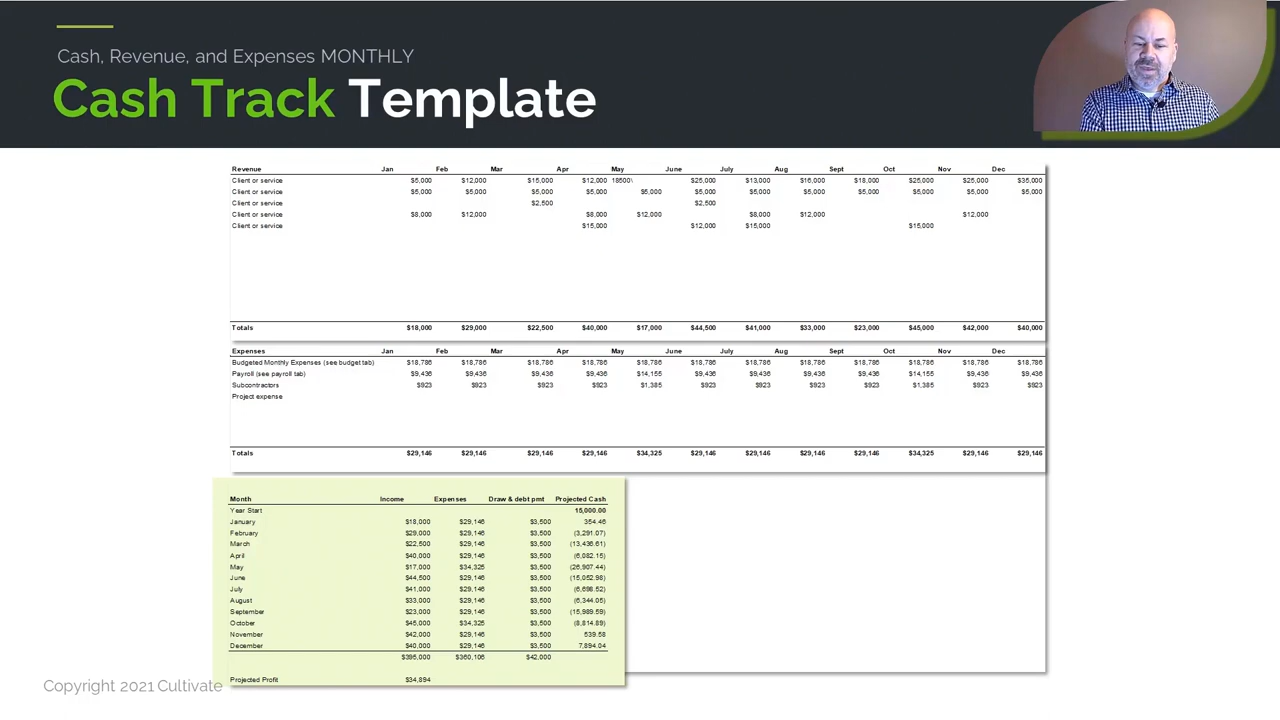 Cash, Revenue, and Expenses MONTHLY
Cash Track Template
Revenue Jan Feb Mar Apr May June July Aug Sept Oct Nov Dec
Client or service $5,000 $12,000 $15,000 $12,000 18500\ $25,000 $13,000 $16,000 $18,000 $25,000 $25,000 $35,000
Client or service $5,000 $5,000 $5,000 $5,000 $5,000 $5,000 $5,000 $5,000 $5,000 $5,000 $5,000 $5,000
Client or service $2,500 $2,500
Client or service $8,000 $12,000 $8,000 $12,000 $8,000 $12,000 $12,000
Client or service $15,000 $12,000 $15,000 $15,000
Totals $18,000 $29,000 $22,500 $40,000 $17,000 $44,500 $41,000 $33,000 $23,000 $45,000 $42,000 $40,000
Expenses Jan Feb Mar Apr May June July Aug Sept Oct Nov Dec
Budgeted Monthly Expenses (see budget tab) $18,786 $18,786 $18,786 $18,786 $18,786 $18,786 $18,786 $18,786 $18,786 $18,786 $18,786 $18,786
Payroll (see payroll tab) $9,436 $9,436 $9,436 $9,436 $14,155 $9,436 $9,436 $9,436 $9,436 $14,155 $9,436 $9,436
Subcontractors $923 $923 $923 $923 $1,385 $923 $923 $923 $923 $1,385 $923 $923
Project expense
Totals $29,146 $29,146 $29,146 $29,146 $34,325 $29,146 $29,146 $29,146 $29,146 $34,325 $29,146 $29,146
Month Income Expenses Draw & debt pmt Projected Cash
Year Start 15,000.00
January $18,000 $29,146 $3,500 354.46
February $29,000 $29,146 $3,500 (3,291.07)
March $22,500 $29,146 $3,500 (13,436.61)
April $40,000 $29,146 $3,500 (6,082.15)
May $17,000 $34,325 $3,500 (26,907.44)
June $44,500 $29,146 $3,500 (15,052.98)
July $41,000 $29,146 $3,500 (6,698.52)
August $33,000 $29,146 $3,500 (6,344.05)
September $23,000 $29,146 $3,500 (15,989.59)
October $45,000 $34,325 $3,500 (8,814.89)
November $42,000 $29,146 $3,500 539.58
December $40,000 $29,146 $3,500 7,894.04
$395,000 $360,106 $42,000
Projected Profit $34,894
Copyright 2021 Cultivate